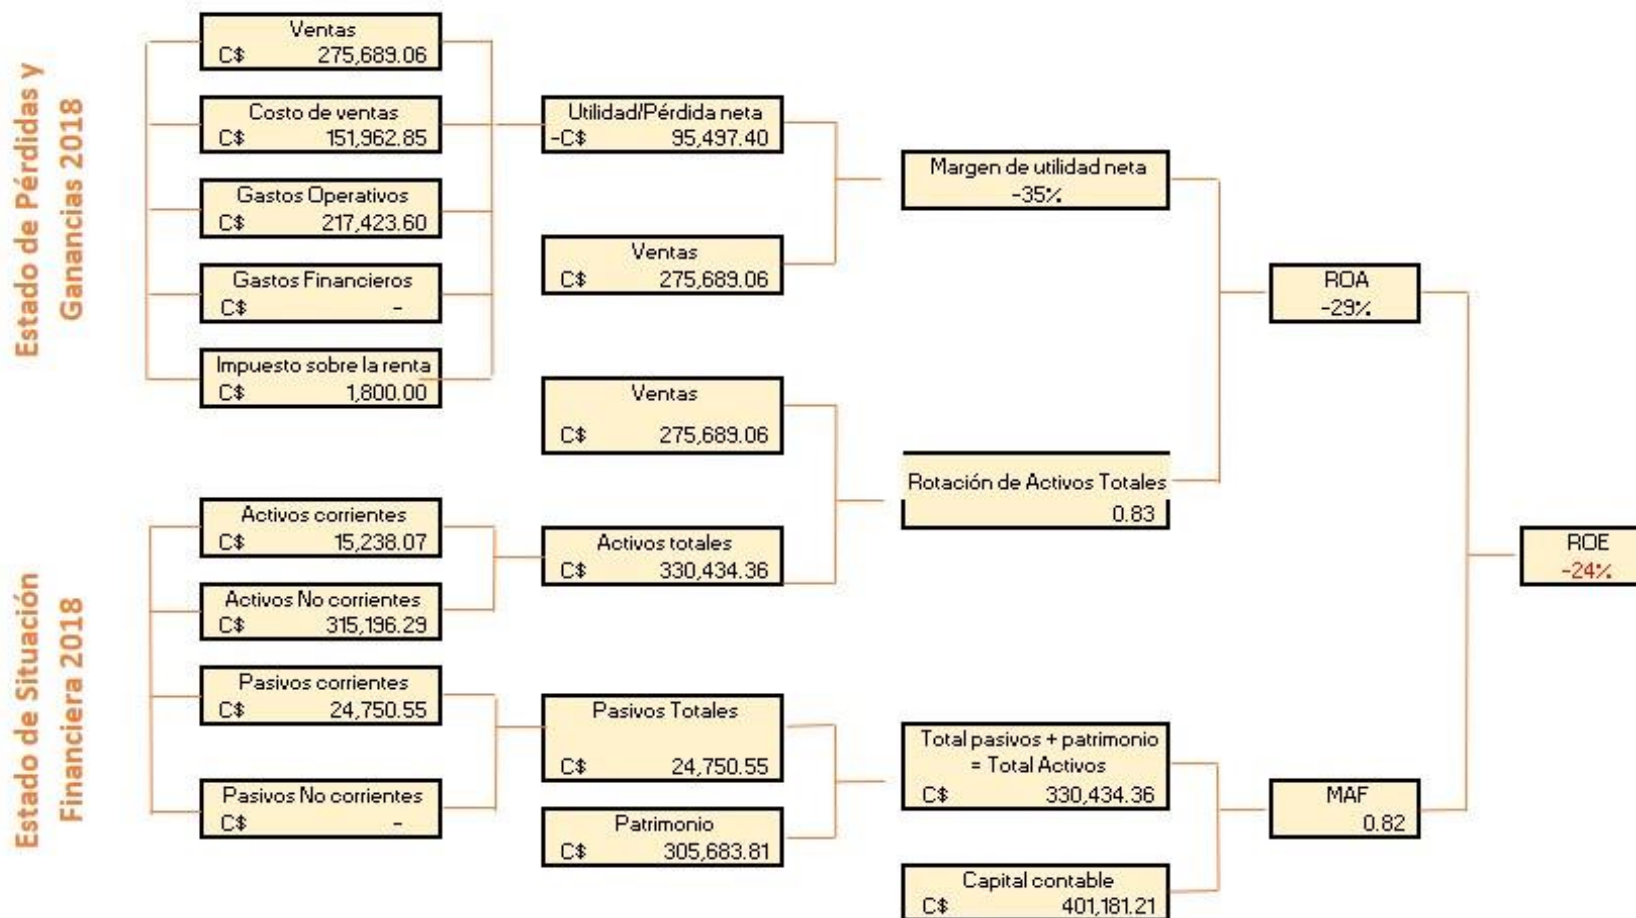 Estado de Pérdidas y
Ganancias 2018
Ventas
C$ 275,689.06
Costo de ventas
C$ 151,962.85
Gastos Operativos
C$ 217,423.60
Gastos Financieros
C$ -
Impuesto sobre la renta
C$ 1,800.00
Utilidad/Pérdida neta
-C$ 95,497.40
Ventas
C$ 275,689.06
Margen de utilidad neta
-35%
Ventas
C$ 275,689.06
Rotación de Activos Totales
0.83
ROA
-29%
Estado de Situación
Financiera 2018
Activos corrientes
C$ 15,238.07
Activos No corrientes
C$ 315,196.29
Activos totales
C$ 330,434.36
Pasivos corrientes
C$ 24,750.55
Pasivos No corrientes
C$ -
Pasivos Totales
C$ 24,750.55
Patrimonio
C$ 305,683.81
Total pasivos + patrimonio
= Total Activos
C$ 330,434.36
Capital contable
C$ 401,181.21
MAF
0.82
ROE
-24%